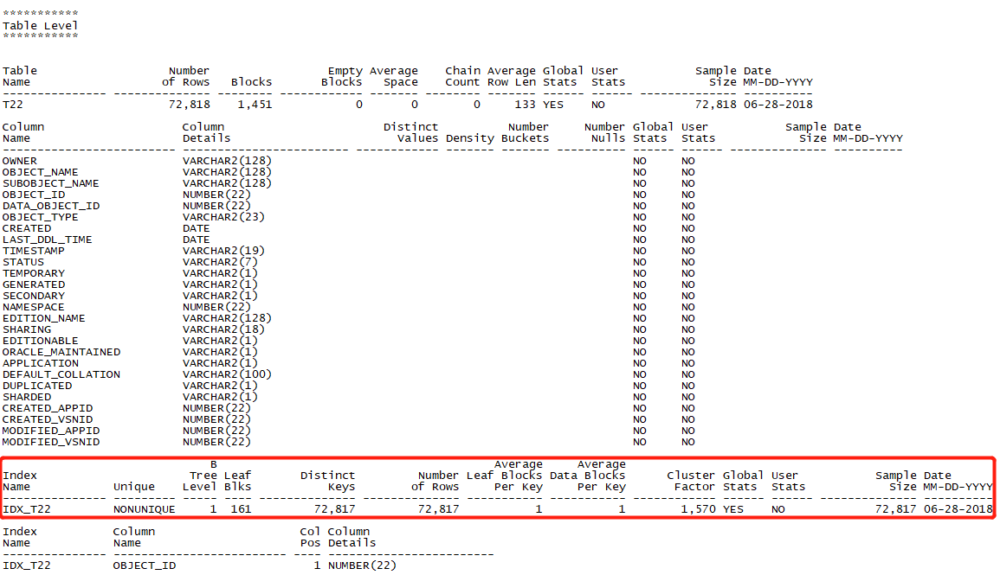 ***********
Table Level
***********
Table                   Number                 Empty Average    Chain Average Global User               Sample Date
Name                   of Rows   Blocks       Blocks   Space    Count Row Len Stats  Stats                Size MM-DD-YYYY
--------------- -------------- -------- ------------ ------- -------- ------- ------ ------ -------------- ----------
T22                     72,818    1,451            0       0        0     133 YES    NO                 72,818 06-28-2018
Column                    Column                             Distinct             Number     Number Global User               Sample Date
Name                      Details                              Values Density    Buckets      Nulls Stats  Stats                Size MM-DD-YYYY
------------------------- ------------------------ ------------ ------- ------- ------------ ------ ------ -------------- ----------
OWNER                     VARCHAR2(128)                                                             NO     NO
OBJECT_NAME               VARCHAR2(128)                                                             NO     NO
SUBOBJECT_NAME            VARCHAR2(128)                                                             NO     NO
OBJECT_ID                 NUMBER(22)                                                                NO     NO
DATA_OBJECT_ID            NUMBER(22)                                                                NO     NO
OBJECT_TYPE               VARCHAR2(23)                                                              NO     NO
CREATED                   DATE                                                                      NO     NO
LAST_DDL_TIME             DATE                                                                      NO     NO
TIMESTAMP                 VARCHAR2(19)                                                              NO     NO
STATUS                    VARCHAR2(7)                                                               NO     NO
TEMPORARY                 VARCHAR2(1)                                                               NO     NO
GENERATED                 VARCHAR2(1)                                                               NO     NO
SECONDARY                 VARCHAR2(1)                                                               NO     NO
NAMESPACE                 NUMBER(22)                                                                NO     NO
EDITION_NAME              VARCHAR2(128)                                                             NO     NO
SHARING                   VARCHAR2(18)                                                              NO     NO
EDITIONABLE               VARCHAR2(1)                                                               NO     NO
ORACLE_MAINTAINED         VARCHAR2(1)                                                               NO     NO
APPLICATION               VARCHAR2(1)                                                               NO     NO
DEFAULT_COLLATION         VARCHAR2(100)                                                             NO     NO
DUPLICATED                VARCHAR2(1)                                                               NO     NO
SHARDED                   VARCHAR2(1)                                                               NO     NO
CREATED_APPID             NUMBER(22)                                                                NO     NO
CREATED_VSNID             NUMBER(22)                                                                NO     NO
MODIFIED_APPID            NUMBER(22)                                                                NO     NO
MODIFIED_VSNID            NUMBER(22)                                                                NO     NO
                              B                                           Average     Average
Index                      Tree Leaf       Distinct         Number Leaf Blocks Data Blocks      Cluster Global User               Sample Date
Name            Unique    Level Blks           Keys        of Rows     Per Key     Per Key       Factor Stats  Stats                Size MM-DD-YYYY
--------------- --------- ----- ---- -------------- -------------- ----------- ----------- ------------ ------ ------ -------------- ----------
IDX_T22         NONUNIQUE     1  161         72,817         72,817           1           1        1,570 YES    NO             72,817 06-28-2018
Index           Column                     Col Column
Name            Name                       Pos Details
--------------- ------------------------- ---- ------------------------
IDX_T22         OBJECT_ID                    1 NUMBER(22)